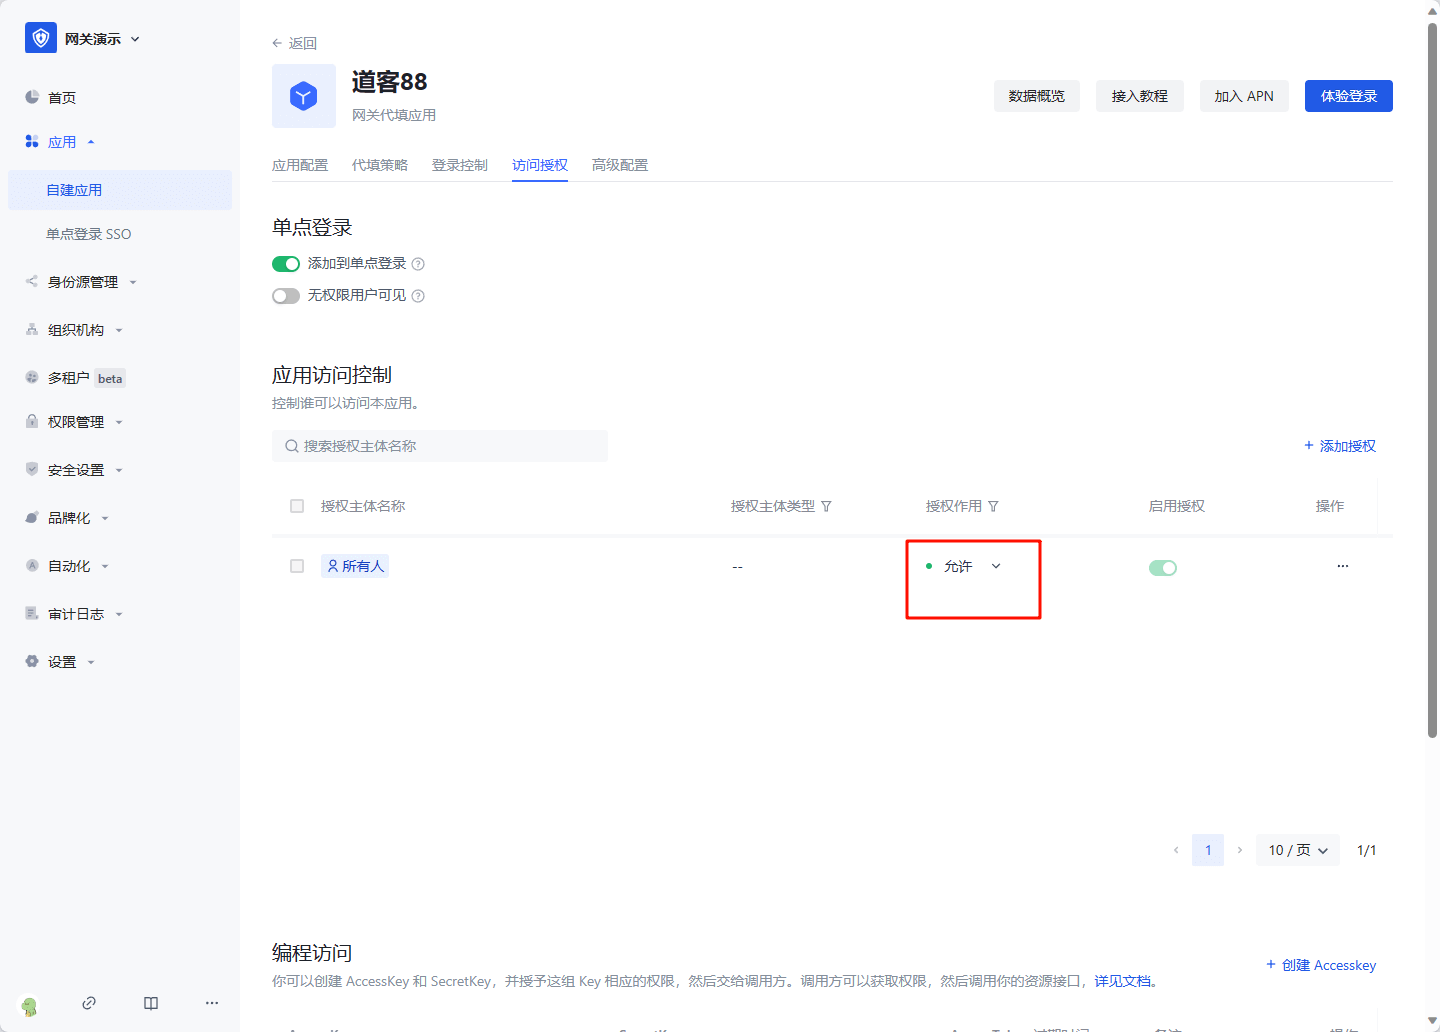 网关演示
首页
应用
自建应用
单点登录 SSO
身份源管理
组织机构
多租户 beta
权限管理
安全设置
品牌化
自动化
审计日志
设置
返回
道客88
网关代填应用
数据概览 接入教程 加入 APN 体验登录
应用配置 代填策略 登录控制 访问授权 高级配置
单点登录
添加到单点登录
无权限用户可见
应用访问控制
控制谁可以访问本应用。
搜索授权主体名称
+ 添加授权
授权主体名称 授权主体类型 授权作用 启用授权 操作
所有人 -- 允许 ···
1 10 / 页 1/1
编程访问
你可以创建 AccessKey 和 SecretKey，并授予这组 Key 相应的权限，然后交给调用方。调用方可以获取权限，然后调用你的资源接口，详见文档。
+ 创建 Accesskey